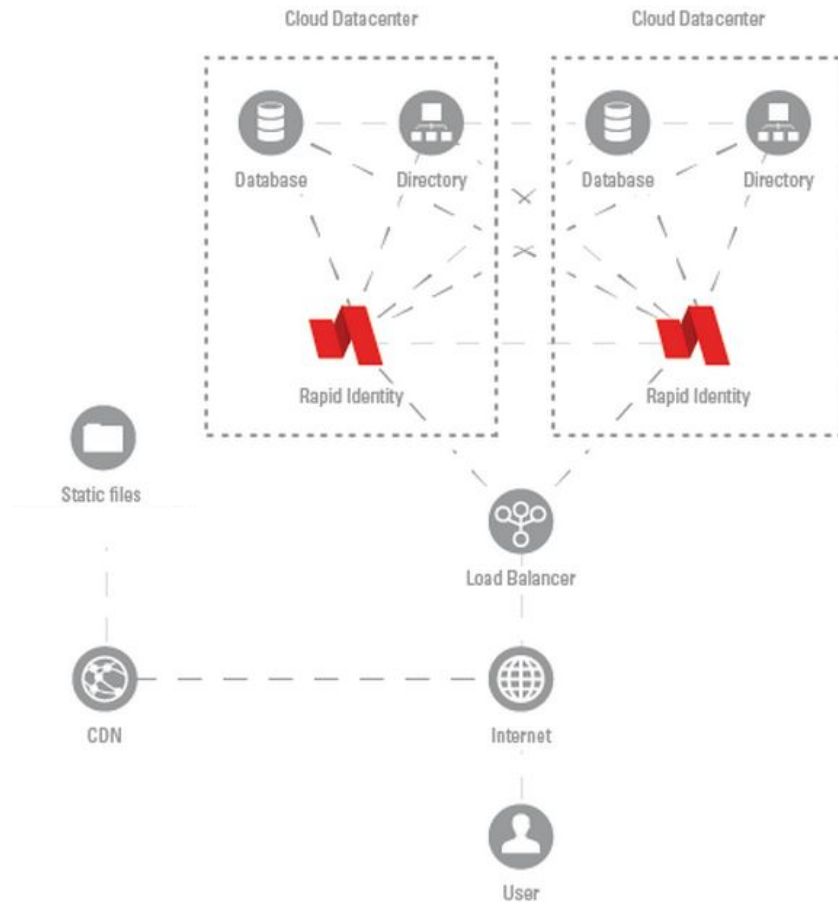 Cloud Datacenter
Cloud Datacenter
Database
Directory
Database
Directory
Rapid Identity
Rapid Identity
Static files
Load Balancer
CDN
Internet
User